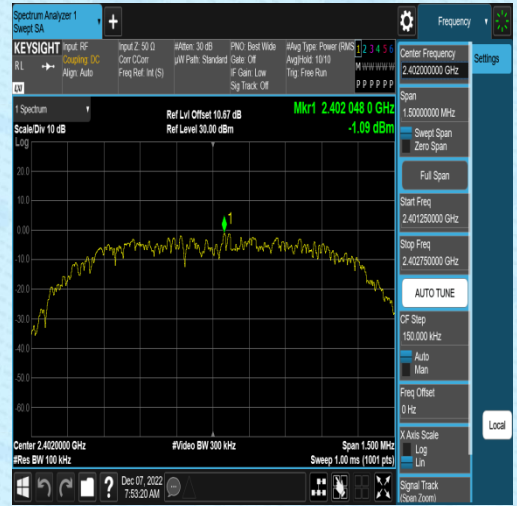 Spectrum Analyzer 1
Swept SA
Frequency
KEYSIGHT
RL
Input: RF
Coupling: DC
Align: Auto
Input Z: 50 Ω
Corr CCorr
Freq Ref: Int (S)
#Atten: 30 dB
µW Path: Standard
PNO: Best Wide
Gate: Off
IF Gain: Low
Sig Track: Off
#Avg Type: Power (RMS
Avg|Hold: 10/10
Trig: Free Run
1 2 3 4 5 6
M W W W W W
P P P P P P
LXI
1 Spectrum
Scale/Div 10 dB
Log
Ref Lvl Offset 10.67 dB
Ref Level 30.00 dBm
Mkr1 2.402 048 0 GHz
-1.09 dBm
20.0
10.0
0.00
-10.0
-20.0
-30.0
-40.0
-50.0
-60.0
1
Center 2.4020000 GHz
#Res BW 100 kHz
#Video BW 300 kHz
Span 1.500 MHz
Sweep 1.00 ms (1001 pts)
Dec 07, 2022
7:53:20 AM
Center Frequency
2.402000000 GHz
Settings
Span
1.50000000 MHz
Swept Span
Zero Span
Full Span
Start Freq
2.401250000 GHz
Stop Freq
2.402750000 GHz
AUTO TUNE
CF Step
150.000 kHz
Auto
Man
Freq Offset
0 Hz
X Axis Scale
Log
Lin
Local
Signal Track
(Span Zoom)